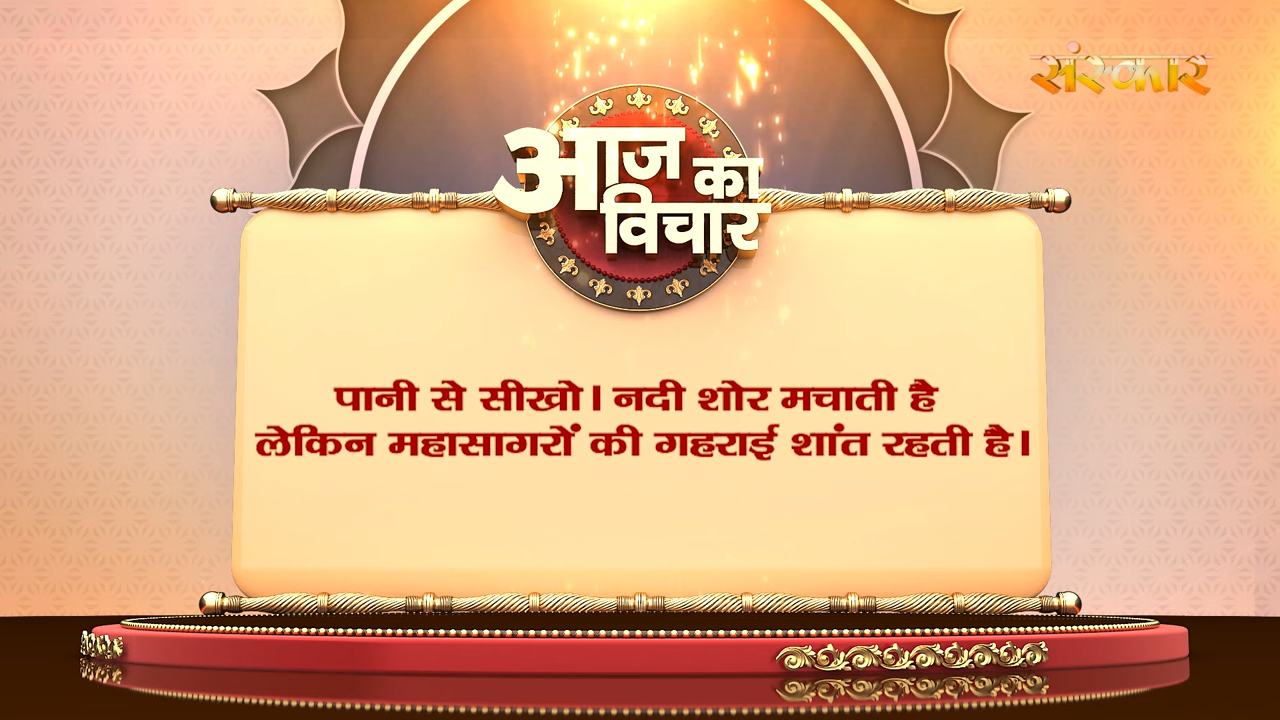 संस्कार
आज का
विचार
पानी से सीखो। नदी शोर मचाती है
लेकिन महासागरों की गहराई शांत रहती है।